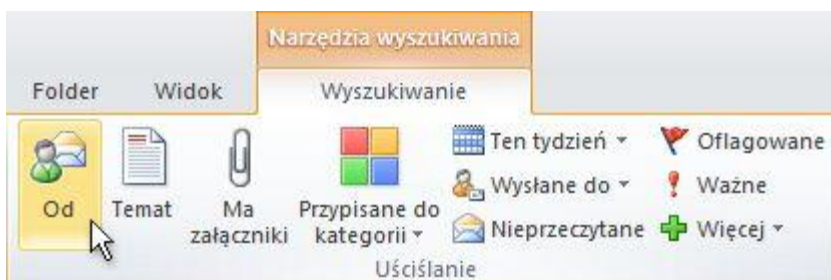 Narzędzia wyszukiwania
Folder Widok Wyszukiwanie
Od
Temat
Ma
załączniki
Przypisane do
kategorii
Ten tydzień
Wysłane do
Nieprzeczytane
Oflagowane
Ważne
Więcej
Uściślanie